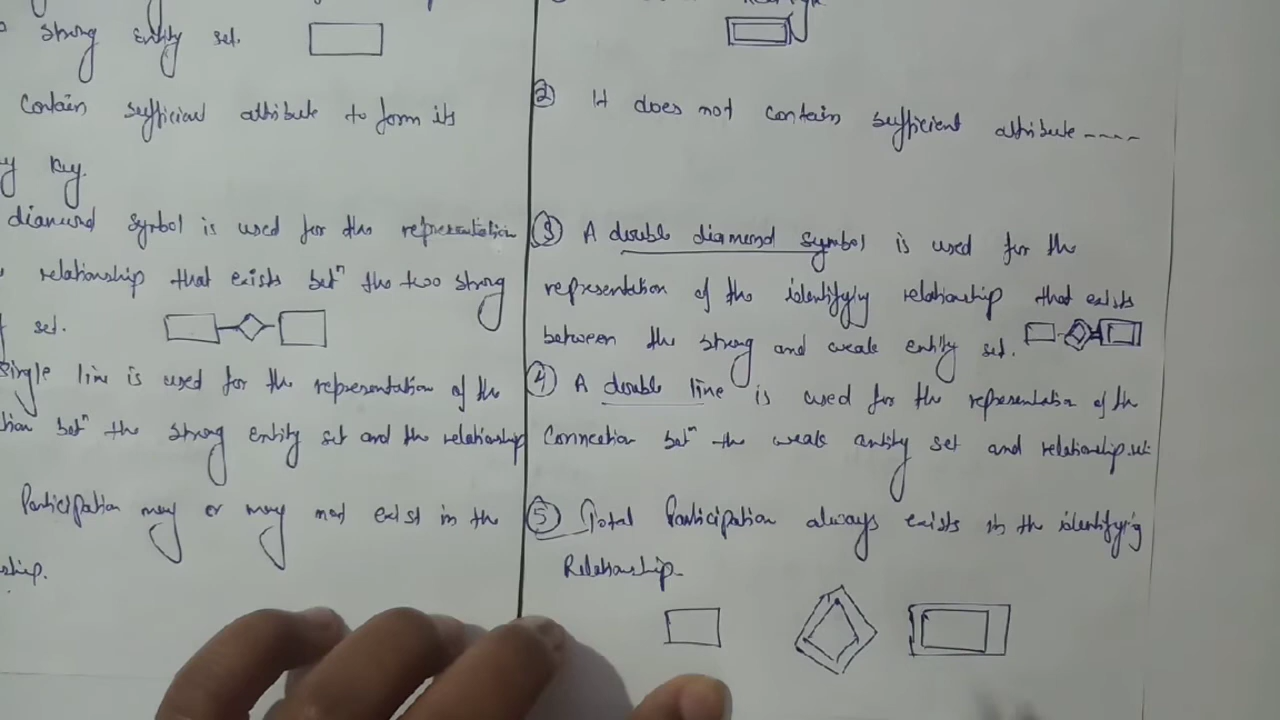 strong entity set.
Contain sufficient attribute to form its
key.
diamond symbol is used for the representation
relationship that exists betn the two strong
set.
single line is used for the representation of the
betn the strong entity set and the relationship
Participation may or may not exist in the
② It does not contain sufficient attribute ----
③ A double diamond symbol is used for the
representation of the identifyly relationship that exists
between the strong and weak entity set.
④ A double line is used for the representation of the
Connection betn the weak entity set and relationship set
⑤ Total Participation always exists in the identifying
Relationship